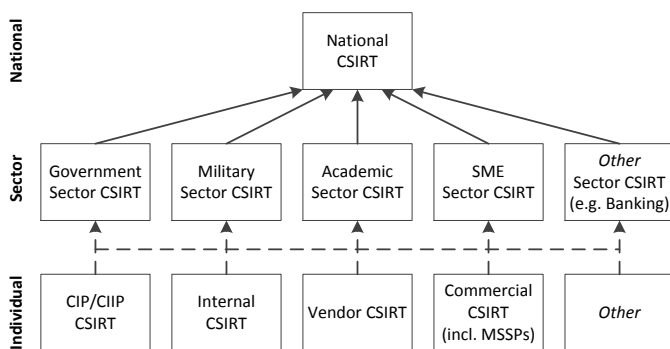 National
National
CSIRT
Sector
Government
Sector CSIRT
Military
Sector CSIRT
Academic
Sector CSIRT
SME
Sector CSIRT
Other
Sector CSIRT
(e.g. Banking)
Individual
CIP/CIIP
CSIRT
Internal
CSIRT
Vendor CSIRT
Commercial
CSIRT
(incl. MSSPs)
Other